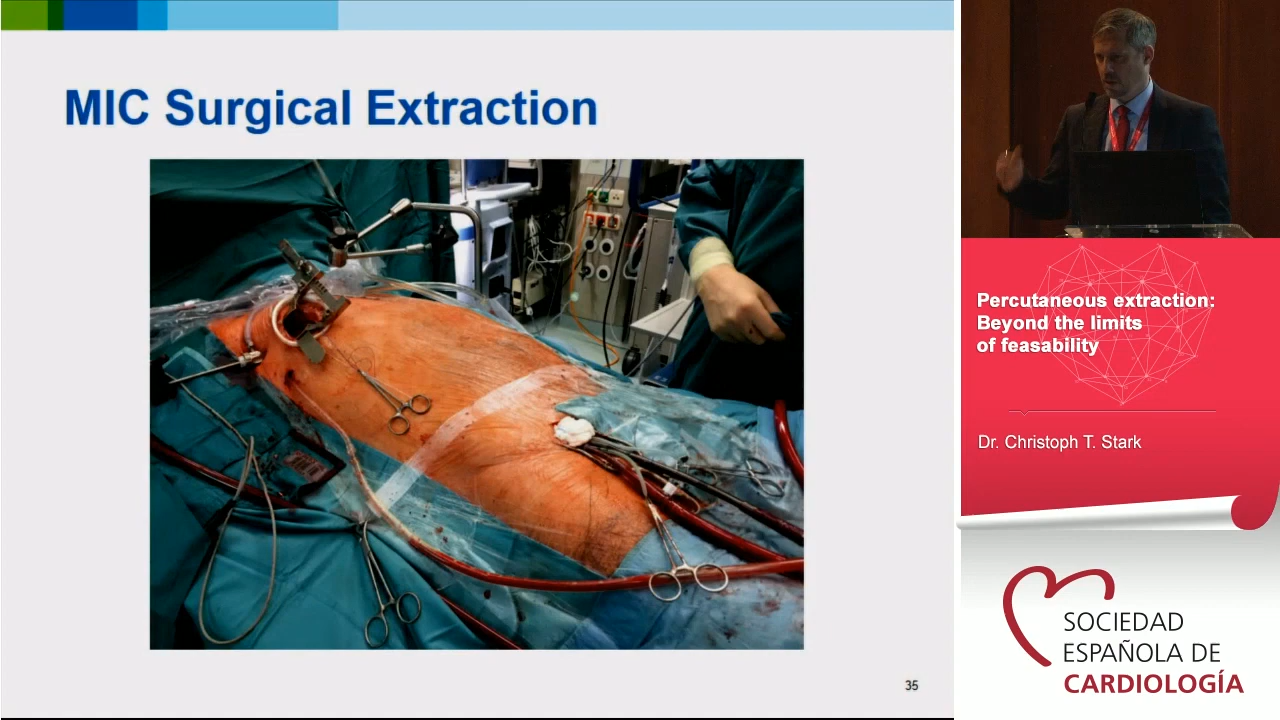 MIC Surgical Extraction
35
Percutaneous extraction:
Beyond the limits
of feasability
Dr. Christoph T. Stark
SOCIEDAD
ESPAÑOLA DE
CARDIOLOGÍA